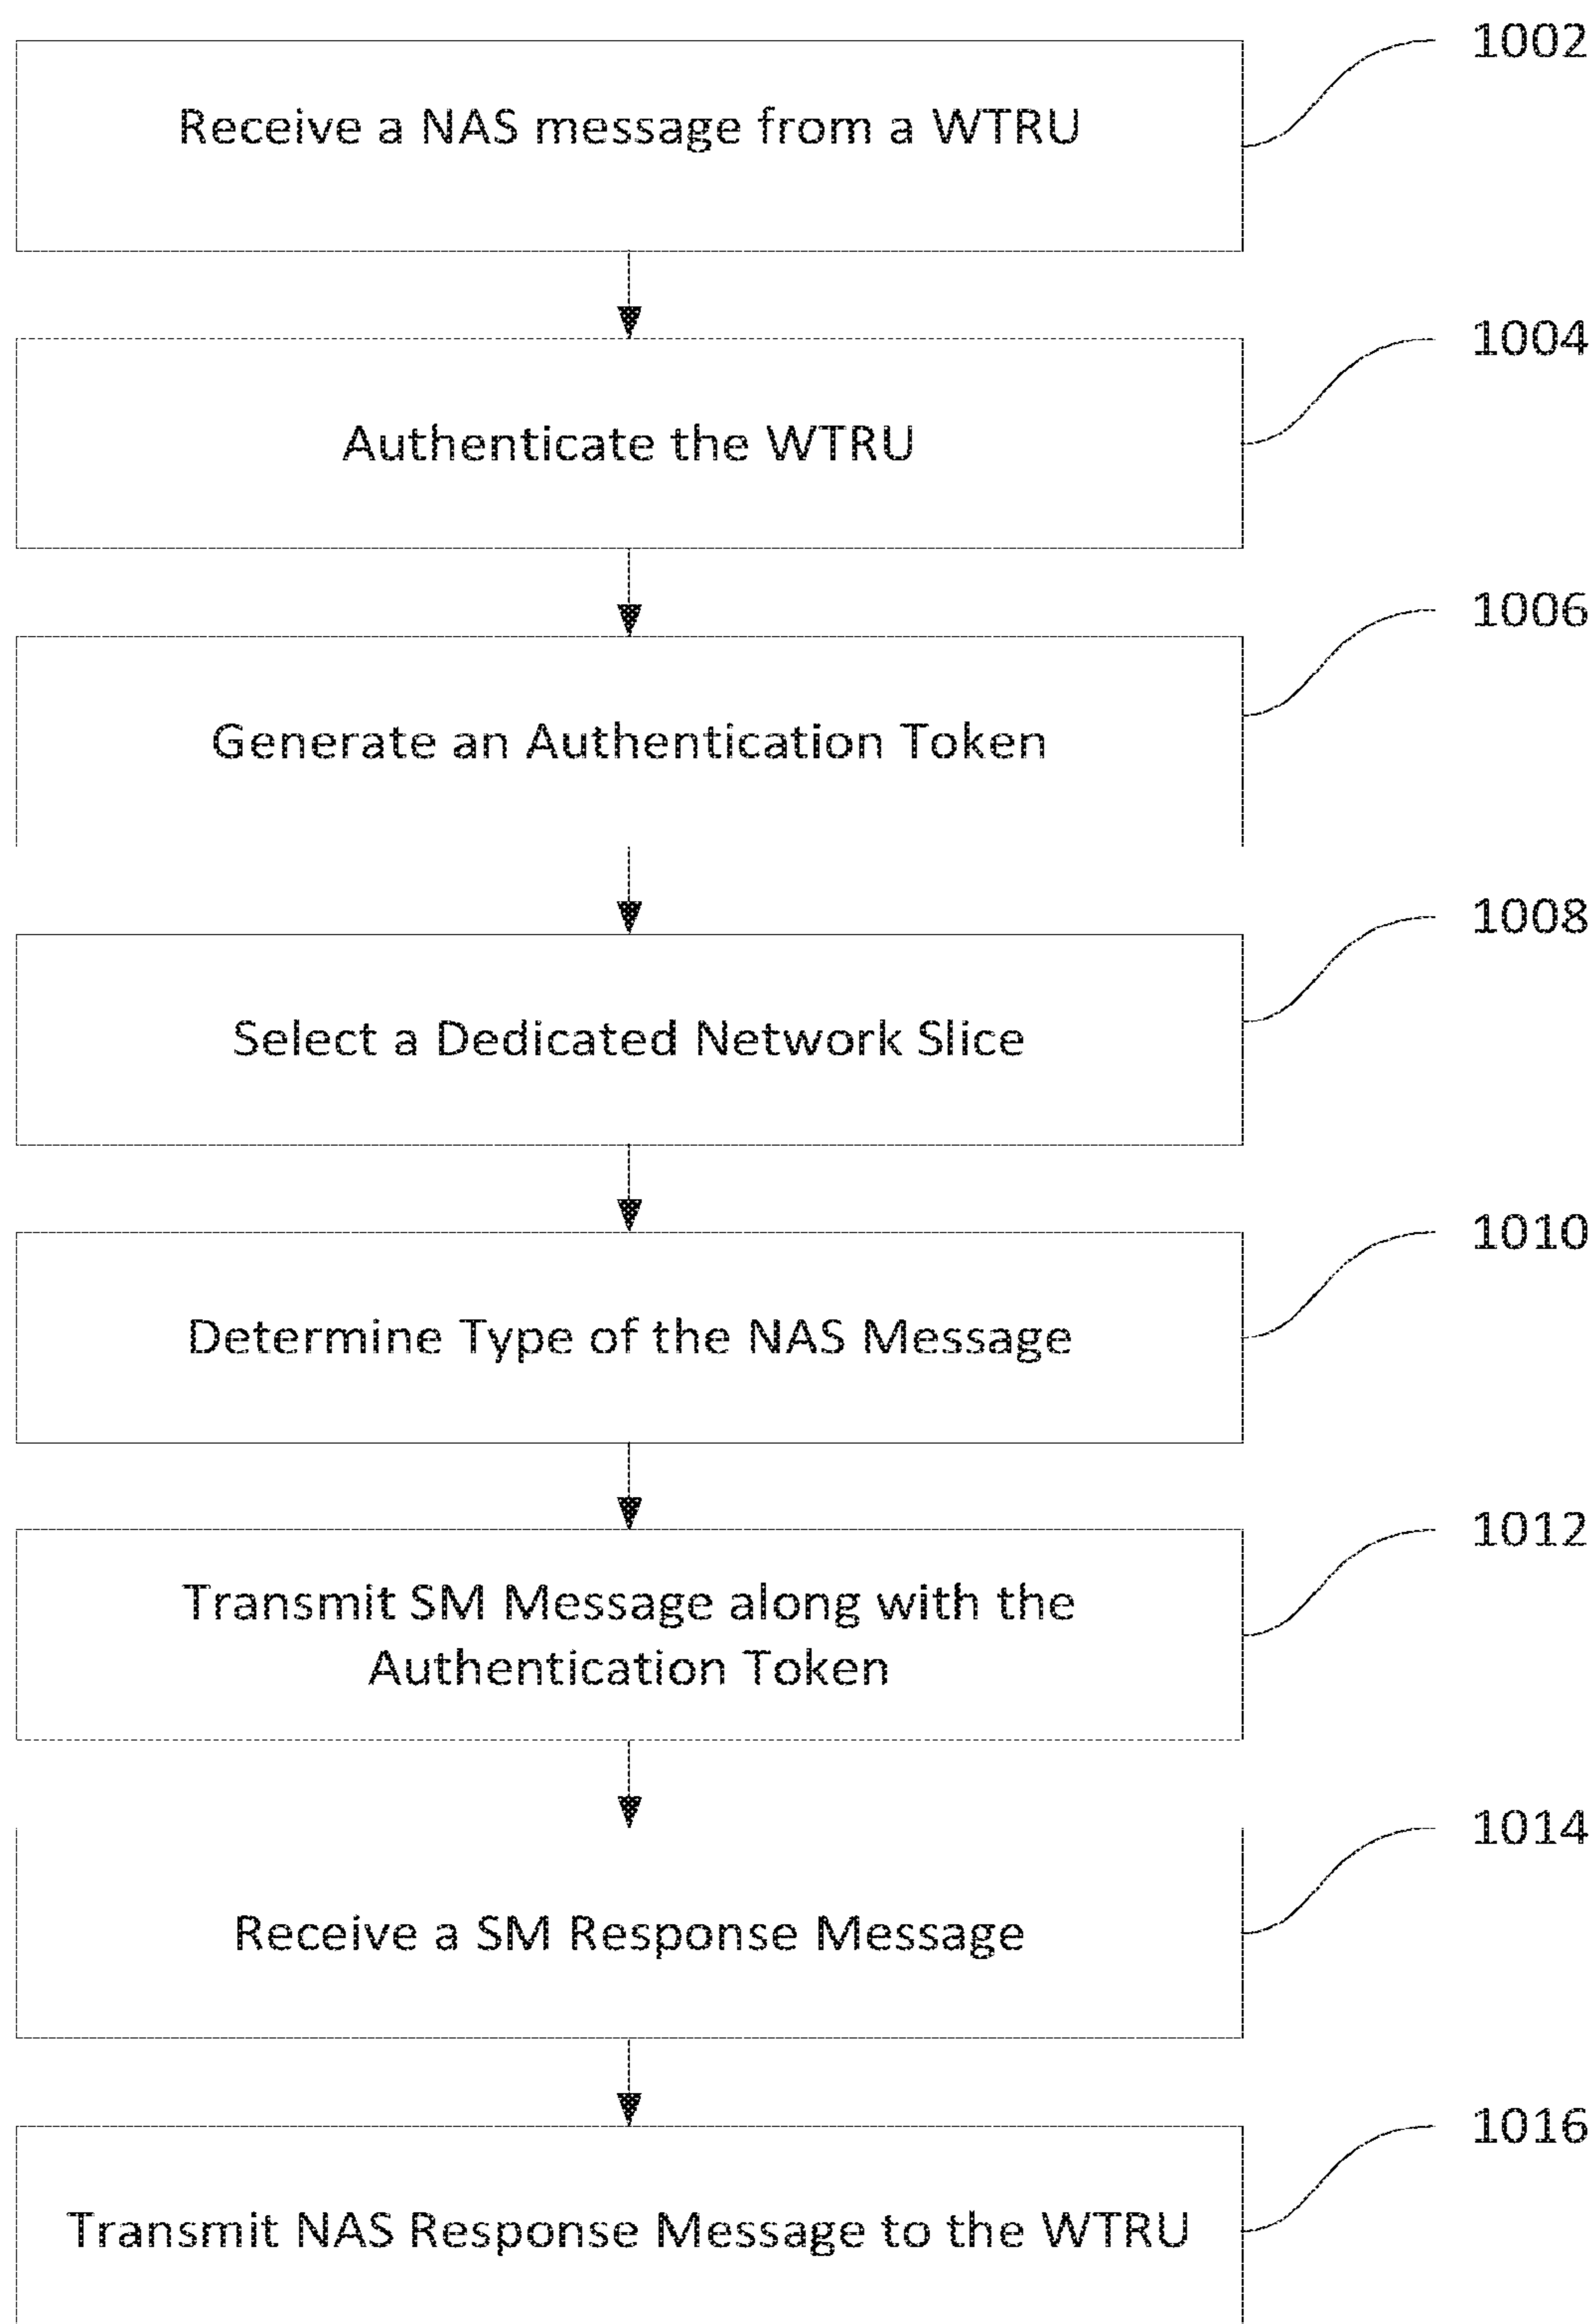 1002
Receive a NAS message from a WTRU
1004
Authenticate the WTRU
1006
Generate an Authentication Token
1008
Select a Dedicated Network Slice
1010
Determine Type of the NAS Message
1012
Transmit SM Message along with the
Authentication Token
1014
Receive a SM Response Message
1016
Transmit NAS Response Message to the WTRU